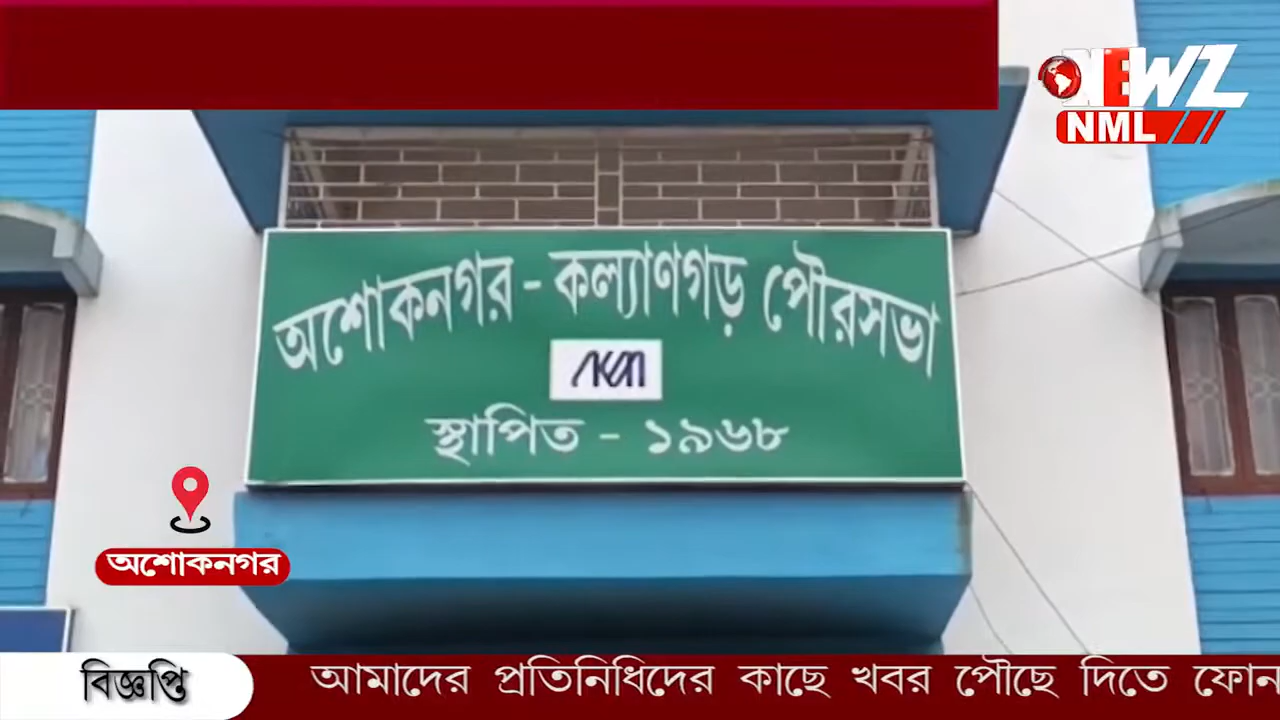 NEWZ
NML
অশোকনগর - কল্যাণগড় পৌরসভা
AKM
স্থাপিত - ১৯৬৮
অশোকনগর
বিজ্ঞপ্তি
আমাদের প্রতিনিধিদের কাছে খবর পৌছে দিতে ফোন